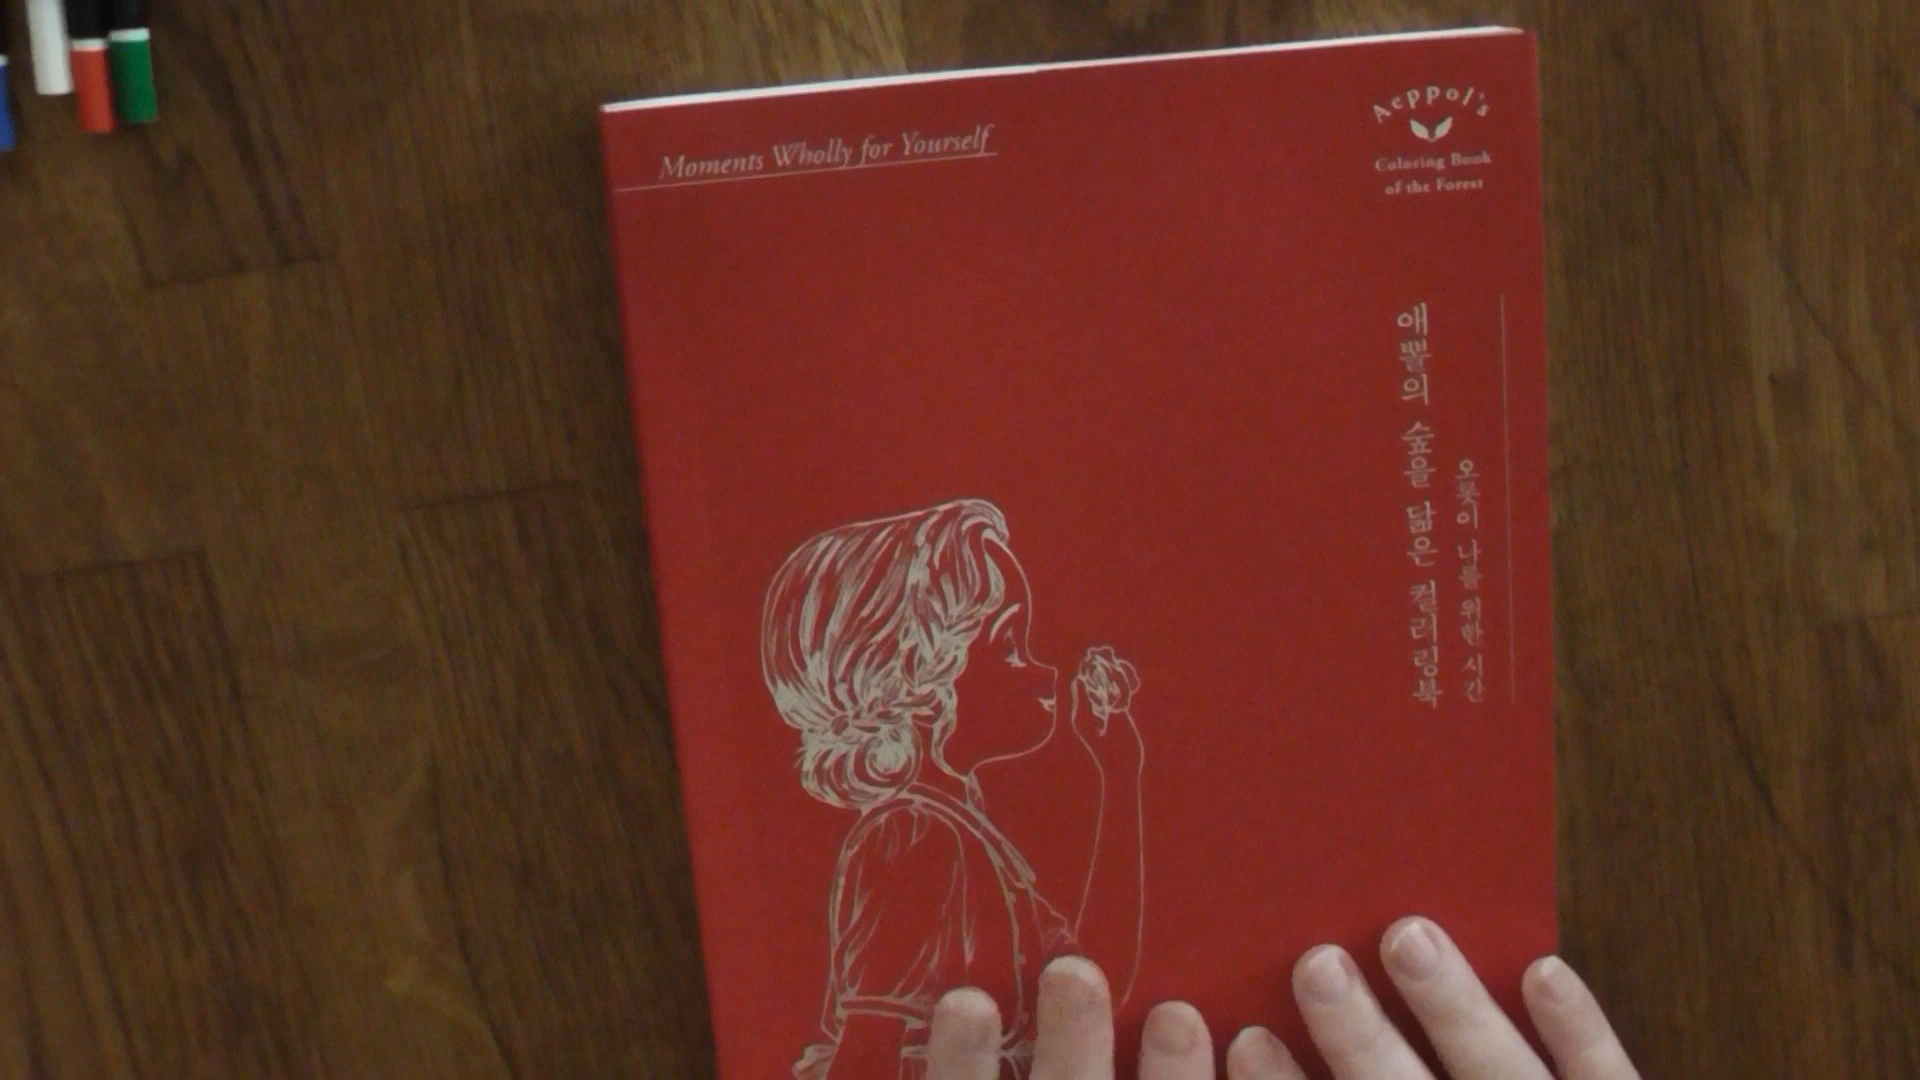 Moments Wholly for Yourself
Aeppol's
Coloring Book
of the Forest
애뽈의 숲을 닮은 컬러링북
오롯이 나를 위한 시간